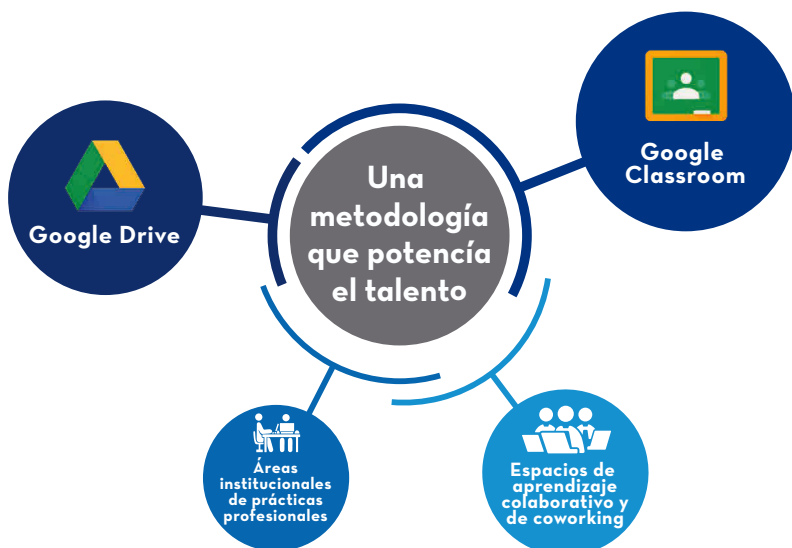 Google
Classroom
Google Drive
Una
metodología
que potencía
el talento
Áreas
institucionales
de prácticas
profesionales
Espacios de
aprendizaje
colaborativo y
de coworking